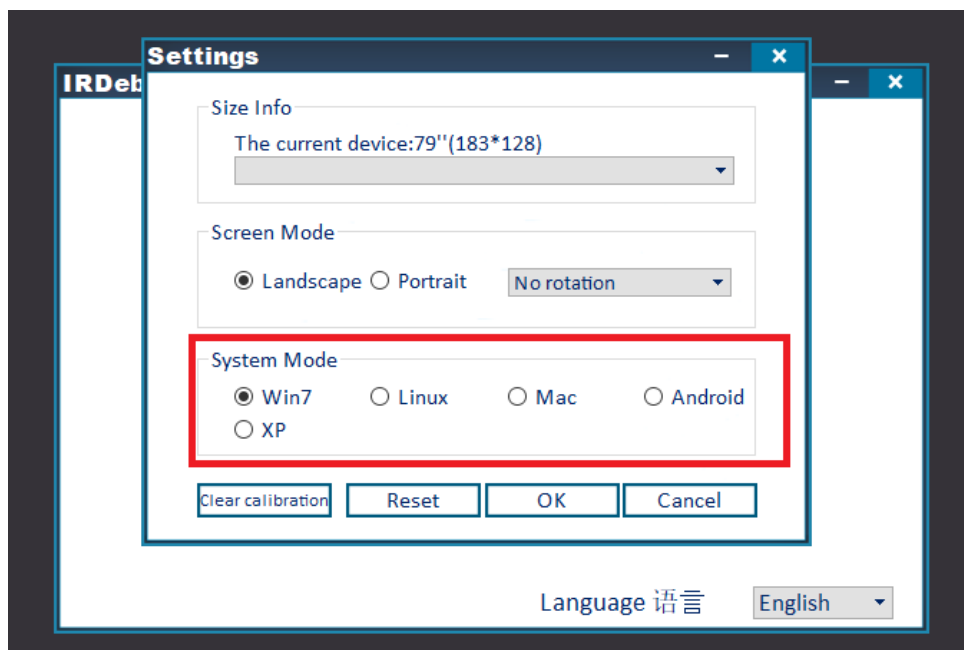 Settings
IRDeb
Size Info
The current device:79''(183*128)
Screen Mode
Landscape Portrait No rotation
System Mode
Win7 Linux Mac Android
XP
Clear calibration Reset OK Cancel
Language 语言 English